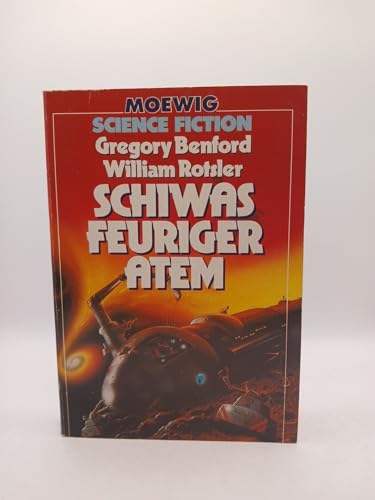 MOEWIG
SCIENCE FICTION
Gregory Benford
William Rotsler
SCHIWAS
FEURIGER
ATEM